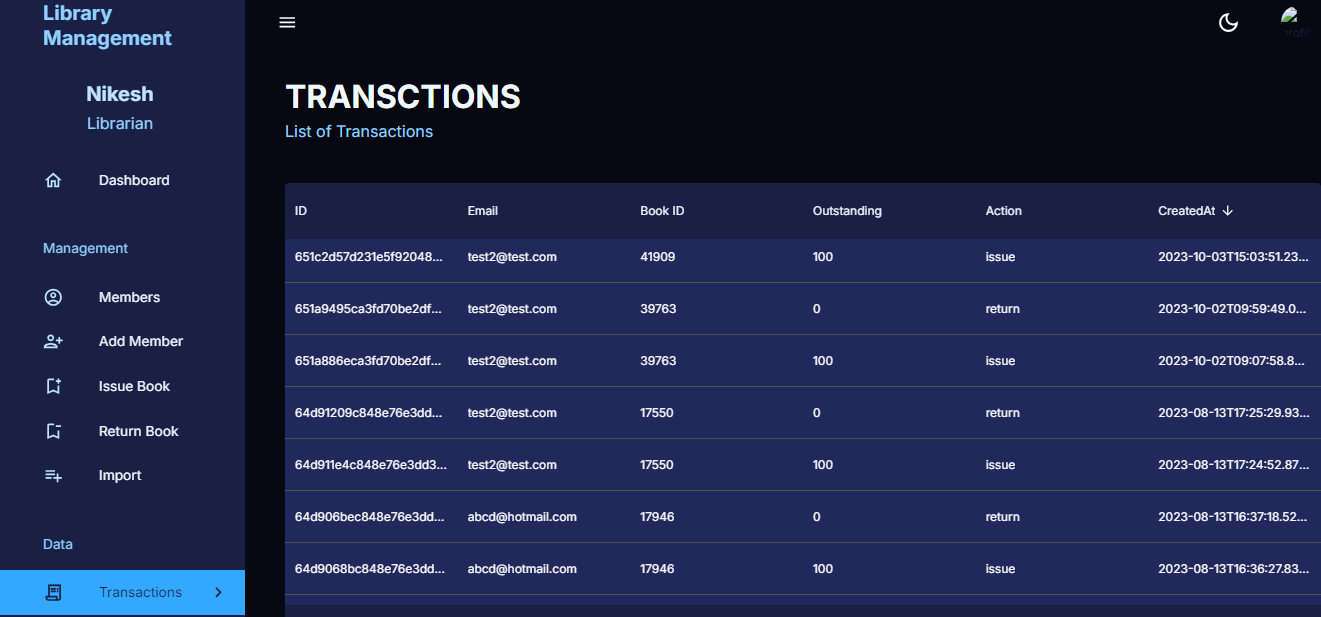 Library
Management
Nikesh
Librarian
Dashboard
Management
Members
Add Member
Issue Book
Return Book
Import
Data
Transactions
TRANSCTIONS
List of Transactions
ID Email Book ID Outstanding Action CreatedAt
651c2d57d231e5f92048... test2@test.com 41909 100 issue 2023-10-03T15:03:51.23...
651a9495ca3fd70be2df... test2@test.com 39763 0 return 2023-10-02T09:59:49.0...
651a886eca3fd70be2df... test2@test.com 39763 100 issue 2023-10-02T09:07:58.8...
64d91209c848e76e3dd... test2@test.com 17550 0 return 2023-08-13T17:25:29.93...
64d911e4c848e76e3dd3... test2@test.com 17550 100 issue 2023-08-13T17:24:52.87...
64d906bec848e76e3dd... abcd@hotmail.com 17946 0 return 2023-08-13T16:37:18.52...
64d9068bc848e76e3dd... abcd@hotmail.com 17946 100 issue 2023-08-13T16:36:27.83...